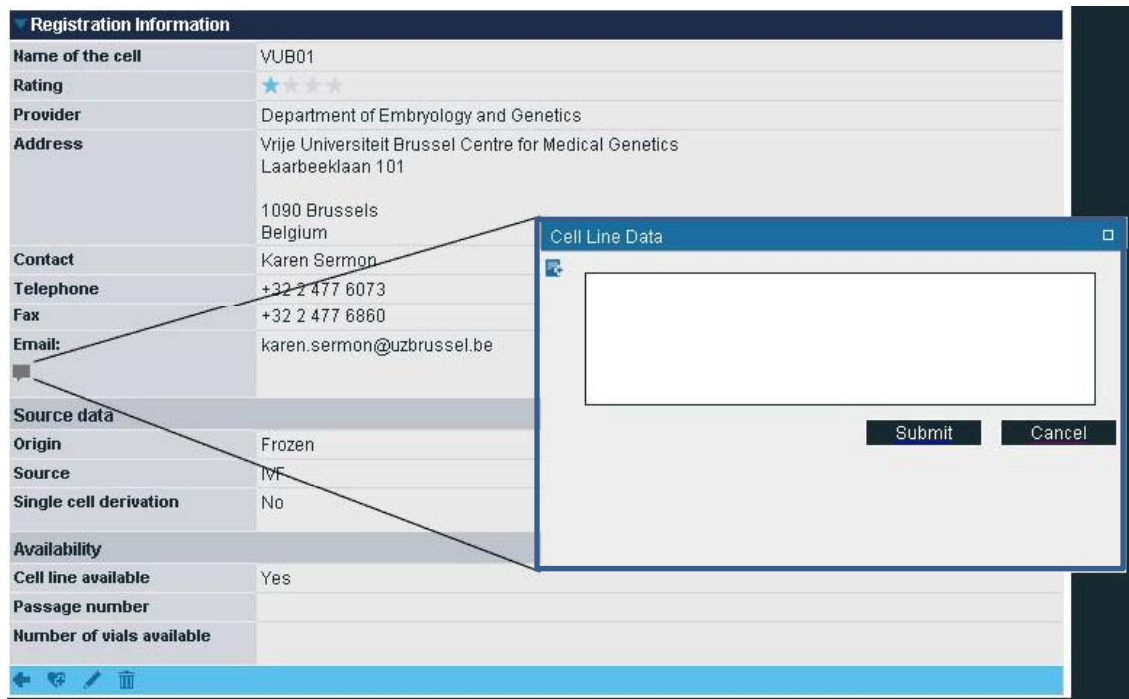 Registration Information
Name of the cell VUB01
Rating
Provider Department of Embryology and Genetics
Address Vrije Universiteit Brussel Centre for Medical Genetics
Laarbeeklaan 101
1090 Brussels
Belgium
Contact Karen Sermon
Telephone +32 2 477 6073
Fax +32 2 477 6860
Email: karen.sermon@uzbrussel.be
Source data
Origin Frozen
Source IVF
Single cell derivation No
Availability
Cell line available Yes
Passage number
Number of vials available
Cell Line Data
Submit Cancel